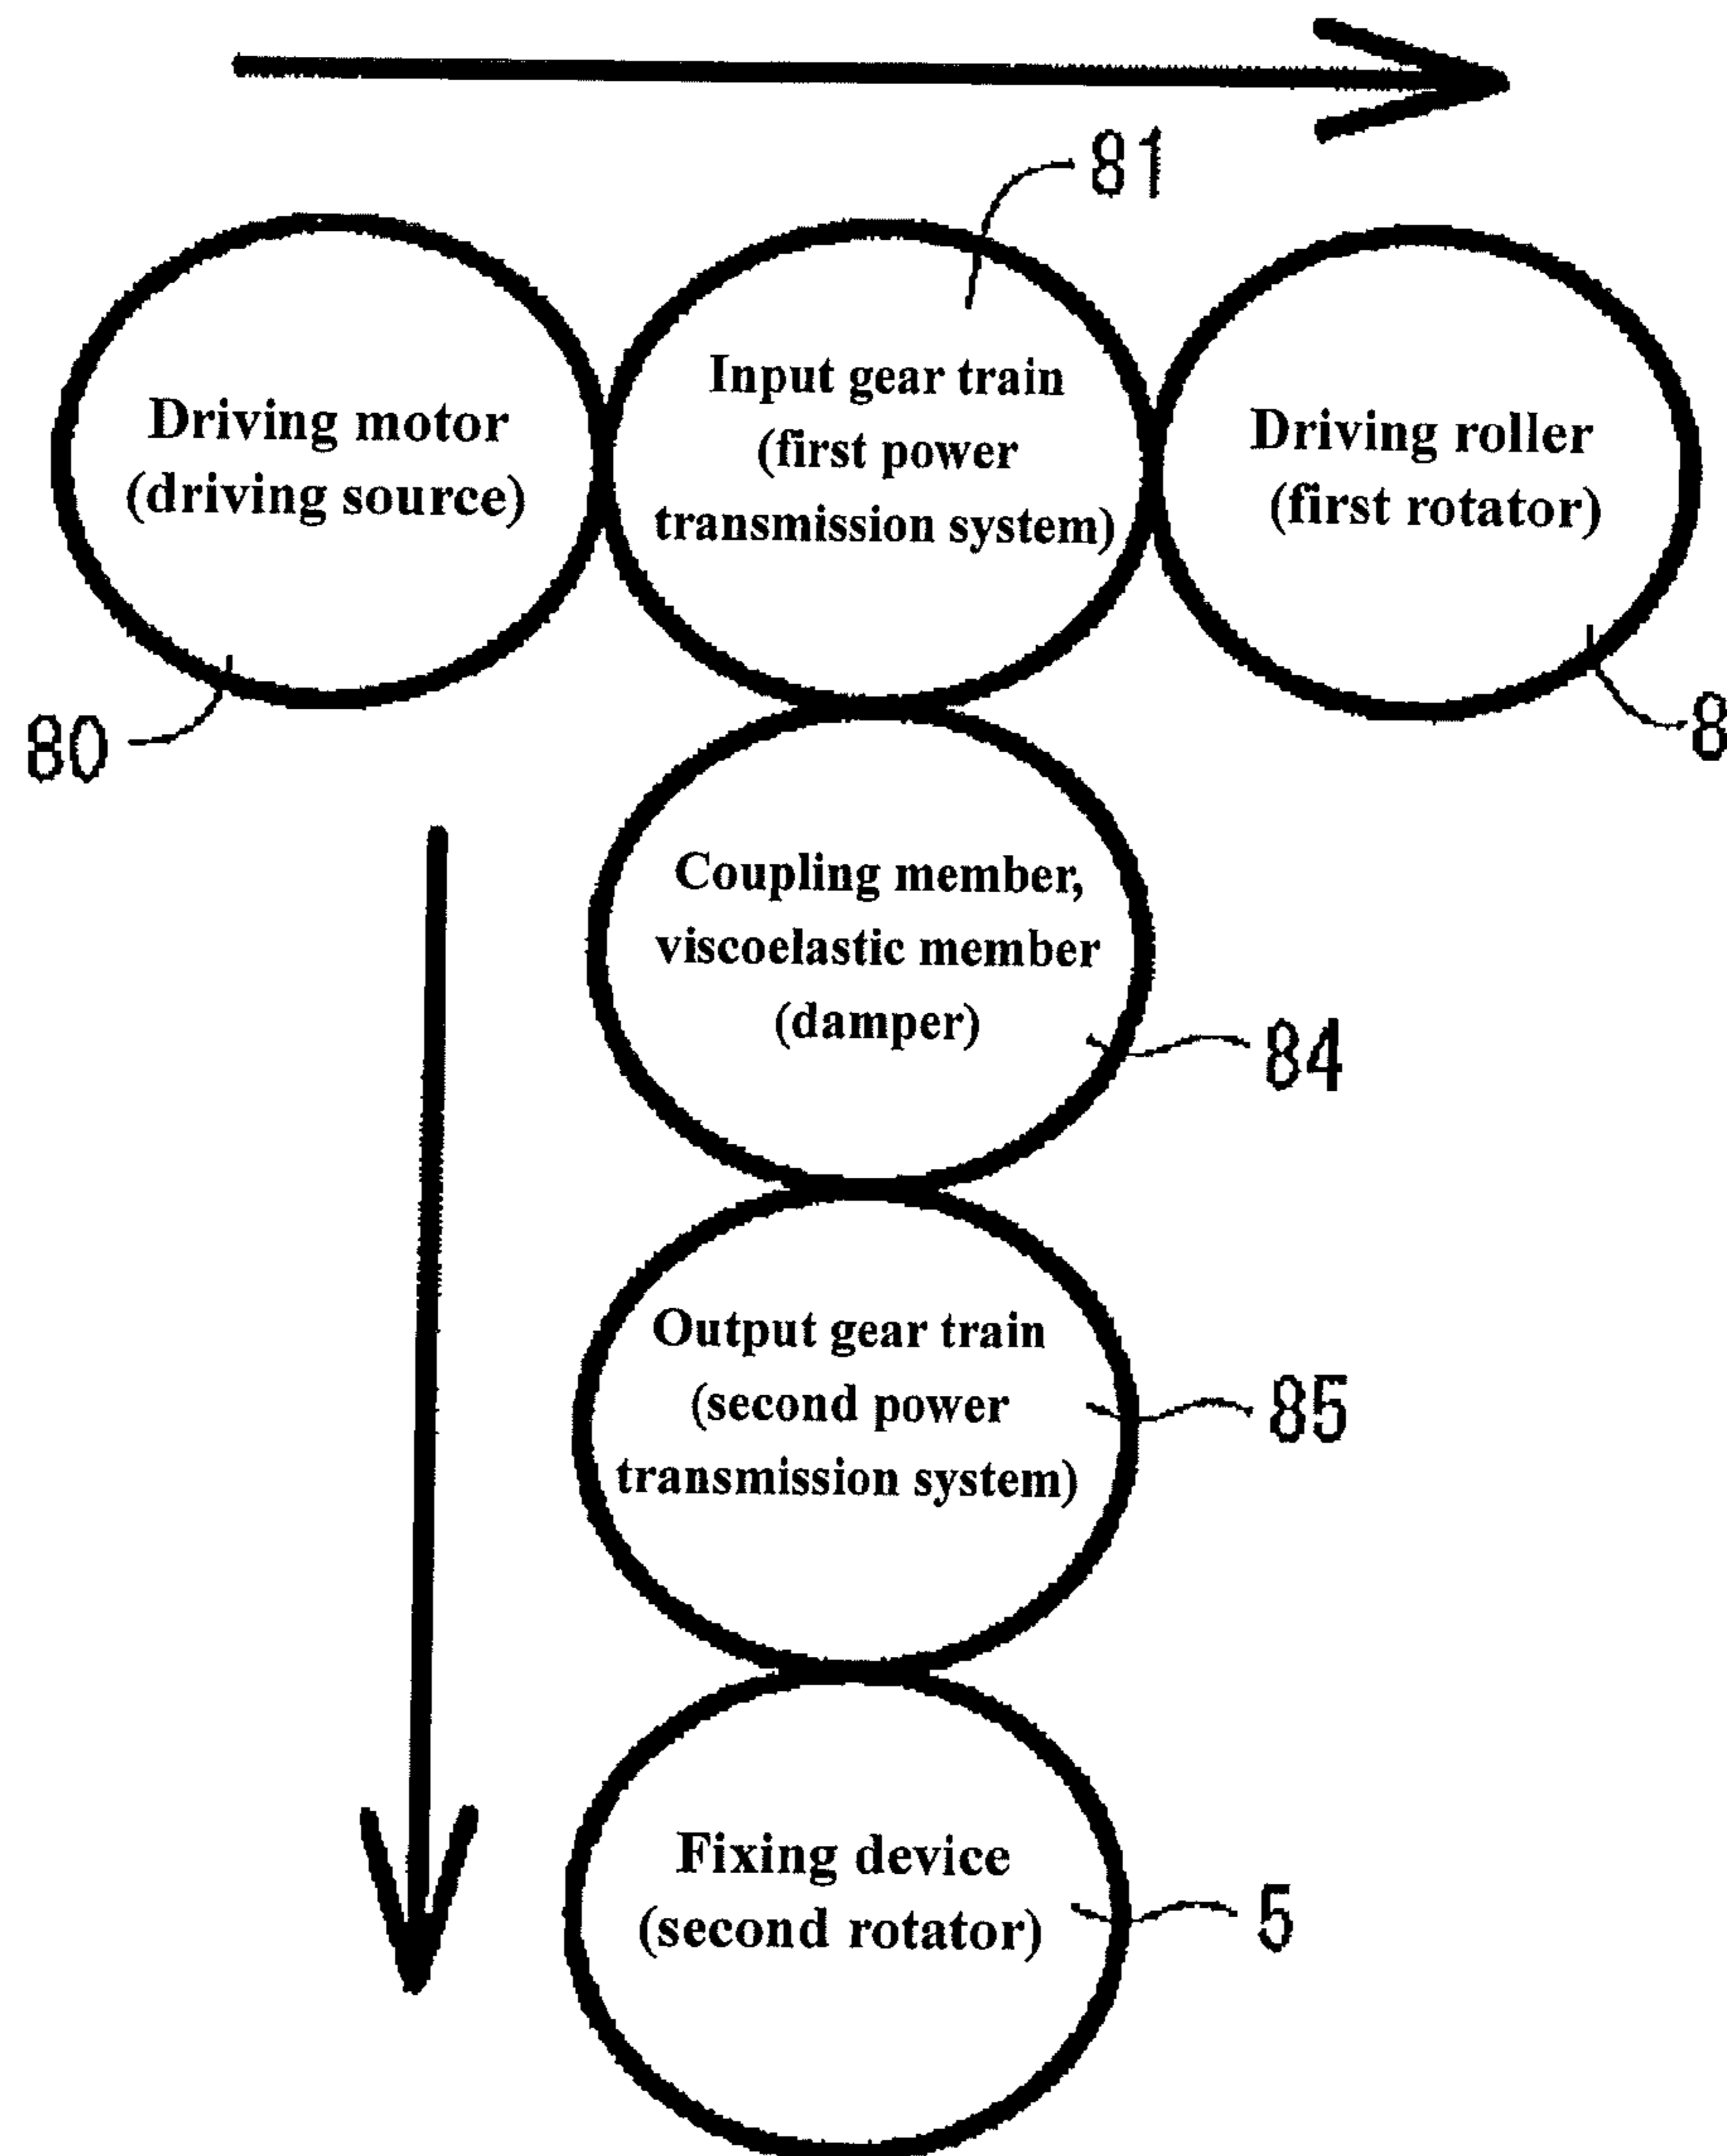 81
Driving motor
(driving source)
Input gear train
(first power
transmission system)
Driving roller
(first rotator)
80
8
Coupling member,
viscoelastic member
(damper)
84
Output gear train
(second power
transmission system)
85
Fixing device
(second rotator)
5